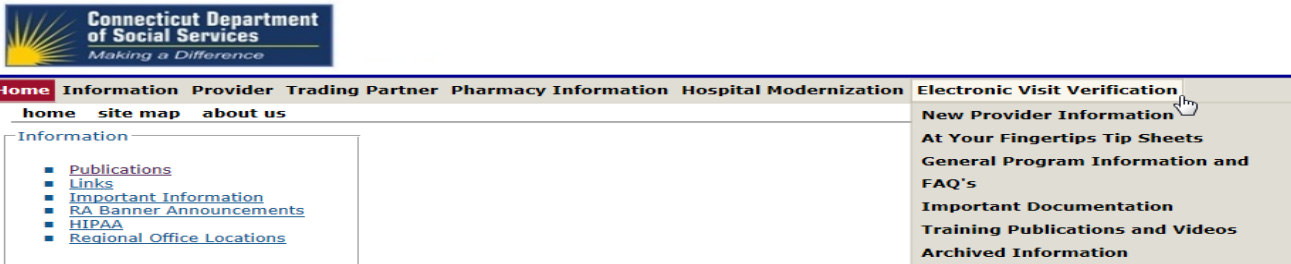 Connecticut Department
of Social Services
Making a Difference
Home Information Provider Trading Partner Pharmacy Information Hospital Modernization Electronic Visit Verification
home site map about us
Information
Publications
Links
Important Information
RA Banner Announcements
HIPAA
Regional Office Locations
New Provider Information
At Your Fingertips Tip Sheets
General Program Information and
FAQ's
Important Documentation
Training Publications and Videos
Archived Information